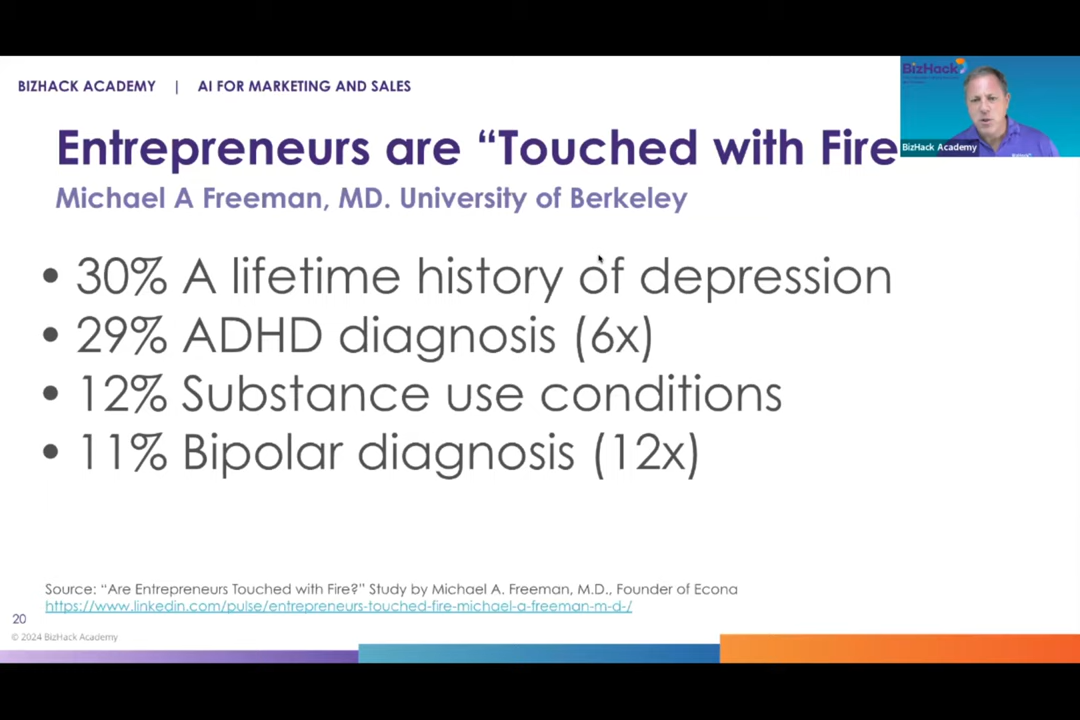 BIZHACK ACADEMY | AI FOR MARKETING AND SALES
BizHack
BizHack Academy
Entrepreneurs are “Touched with Fire
Michael A Freeman, MD. University of Berkeley
• 30% A lifetime history of depression
• 29% ADHD diagnosis (6x)
• 12% Substance use conditions
• 11% Bipolar diagnosis (12x)
Source: “Are Entrepreneurs Touched with Fire?” Study by Michael A. Freeman, M.D., Founder of Econa
https://www.linkedin.com/pulse/entrepreneurs-touched-fire-michael-a-freeman-m-d-/
20
© 2024 BizHack Academy